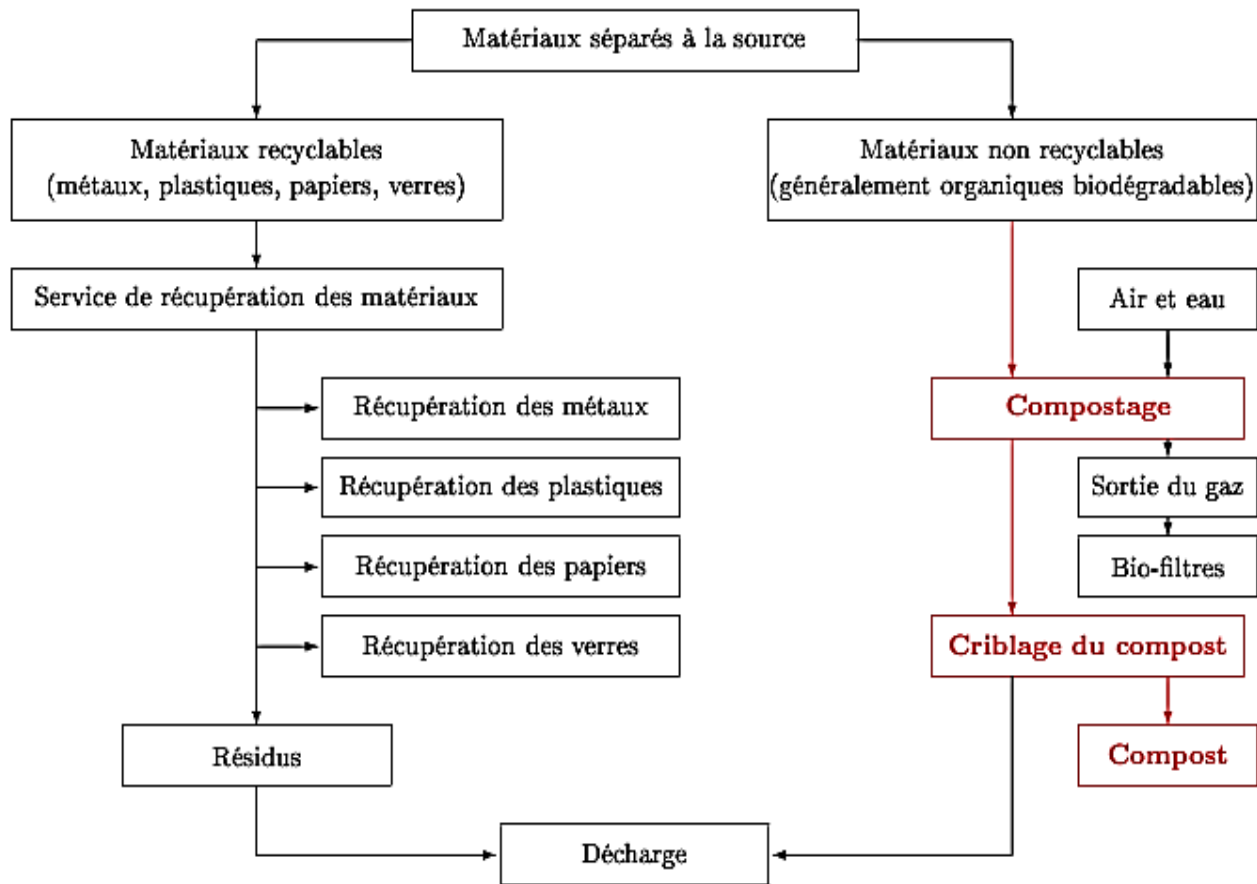 Matériaux séparés à la source
Matériaux recyclables
(métaux, plastiques, papiers, verres)
Matériaux non recyclables
(généralement organiques biodégradables)
Service de récupération des matériaux
Air et eau
Récupération des métaux
Compostage
Récupération des plastiques
Sortie du gaz
Récupération des papiers
Bio-filtres
Récupération des verres
Criblage du compost
Résidus
Compost
Décharge